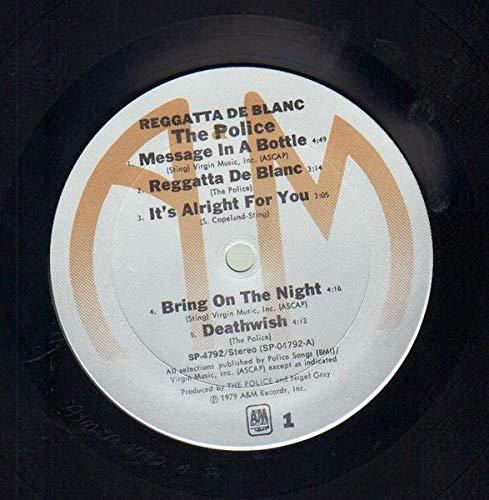 REGGATTA DE BLANC
The Police
1. Message In A Bottle 4:49
(Sting) Virgin Music, Inc. (ASCAP)
2. Reggatta De Blanc 3:14
(The Police)
3. It's Alright For You 3:05
(S. Copeland-Sting)
4. Bring On The Night 4:16
(Sting) Virgin Music, Inc. (ASCAP)
5. Deathwish 4:13
(The Police)
SP-4792/Stereo (SP-04792-A)
All selections published by Police Songs (BMI)/
Virgin Music, Inc. (ASCAP) except as indicated
Produced by THE POLICE and Nigel Gray
℗ 1979 A&M Records, Inc.
A&M
1
A&M